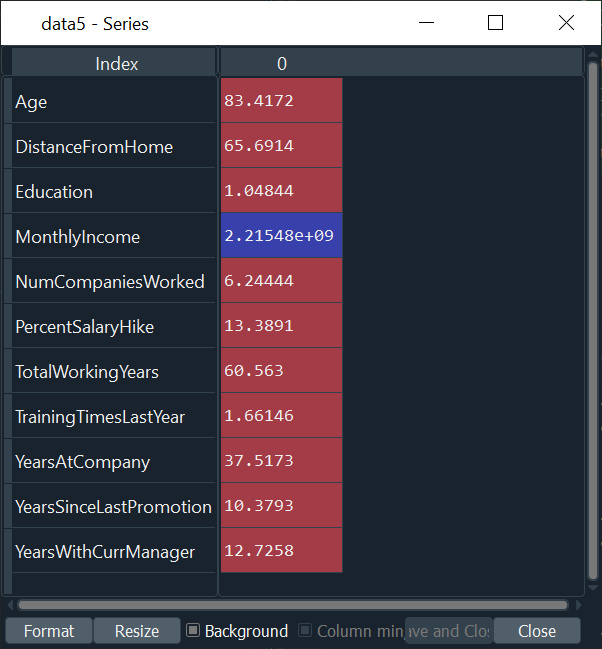 data5 - Series
Index 0
Age 83.4172
DistanceFromHome 65.6914
Education 1.04844
MonthlyIncome 2.21548e+09
NumCompaniesWorked 6.24444
PercentSalaryHike 13.3891
TotalWorkingYears 60.563
TrainingTimesLastYear 1.66146
YearsAtCompany 37.5173
YearsSinceLastPromotion 10.3793
YearsWithCurrManager 12.7258
Format Resize Background Column min ave and Clos Close